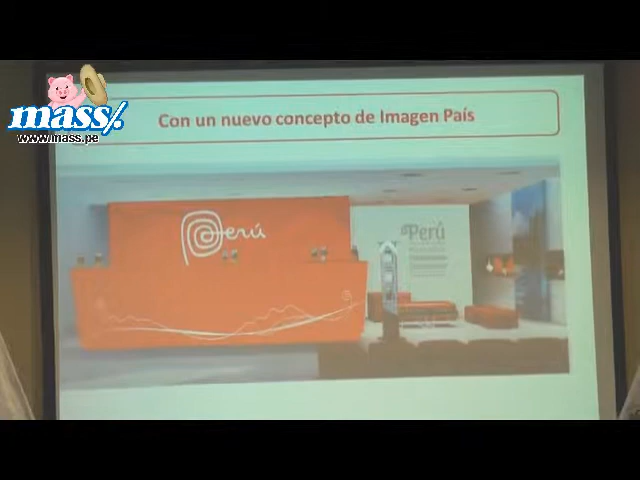 mass%.
www.mass.pe
Con un nuevo concepto de Imagen País
Perú
Perú